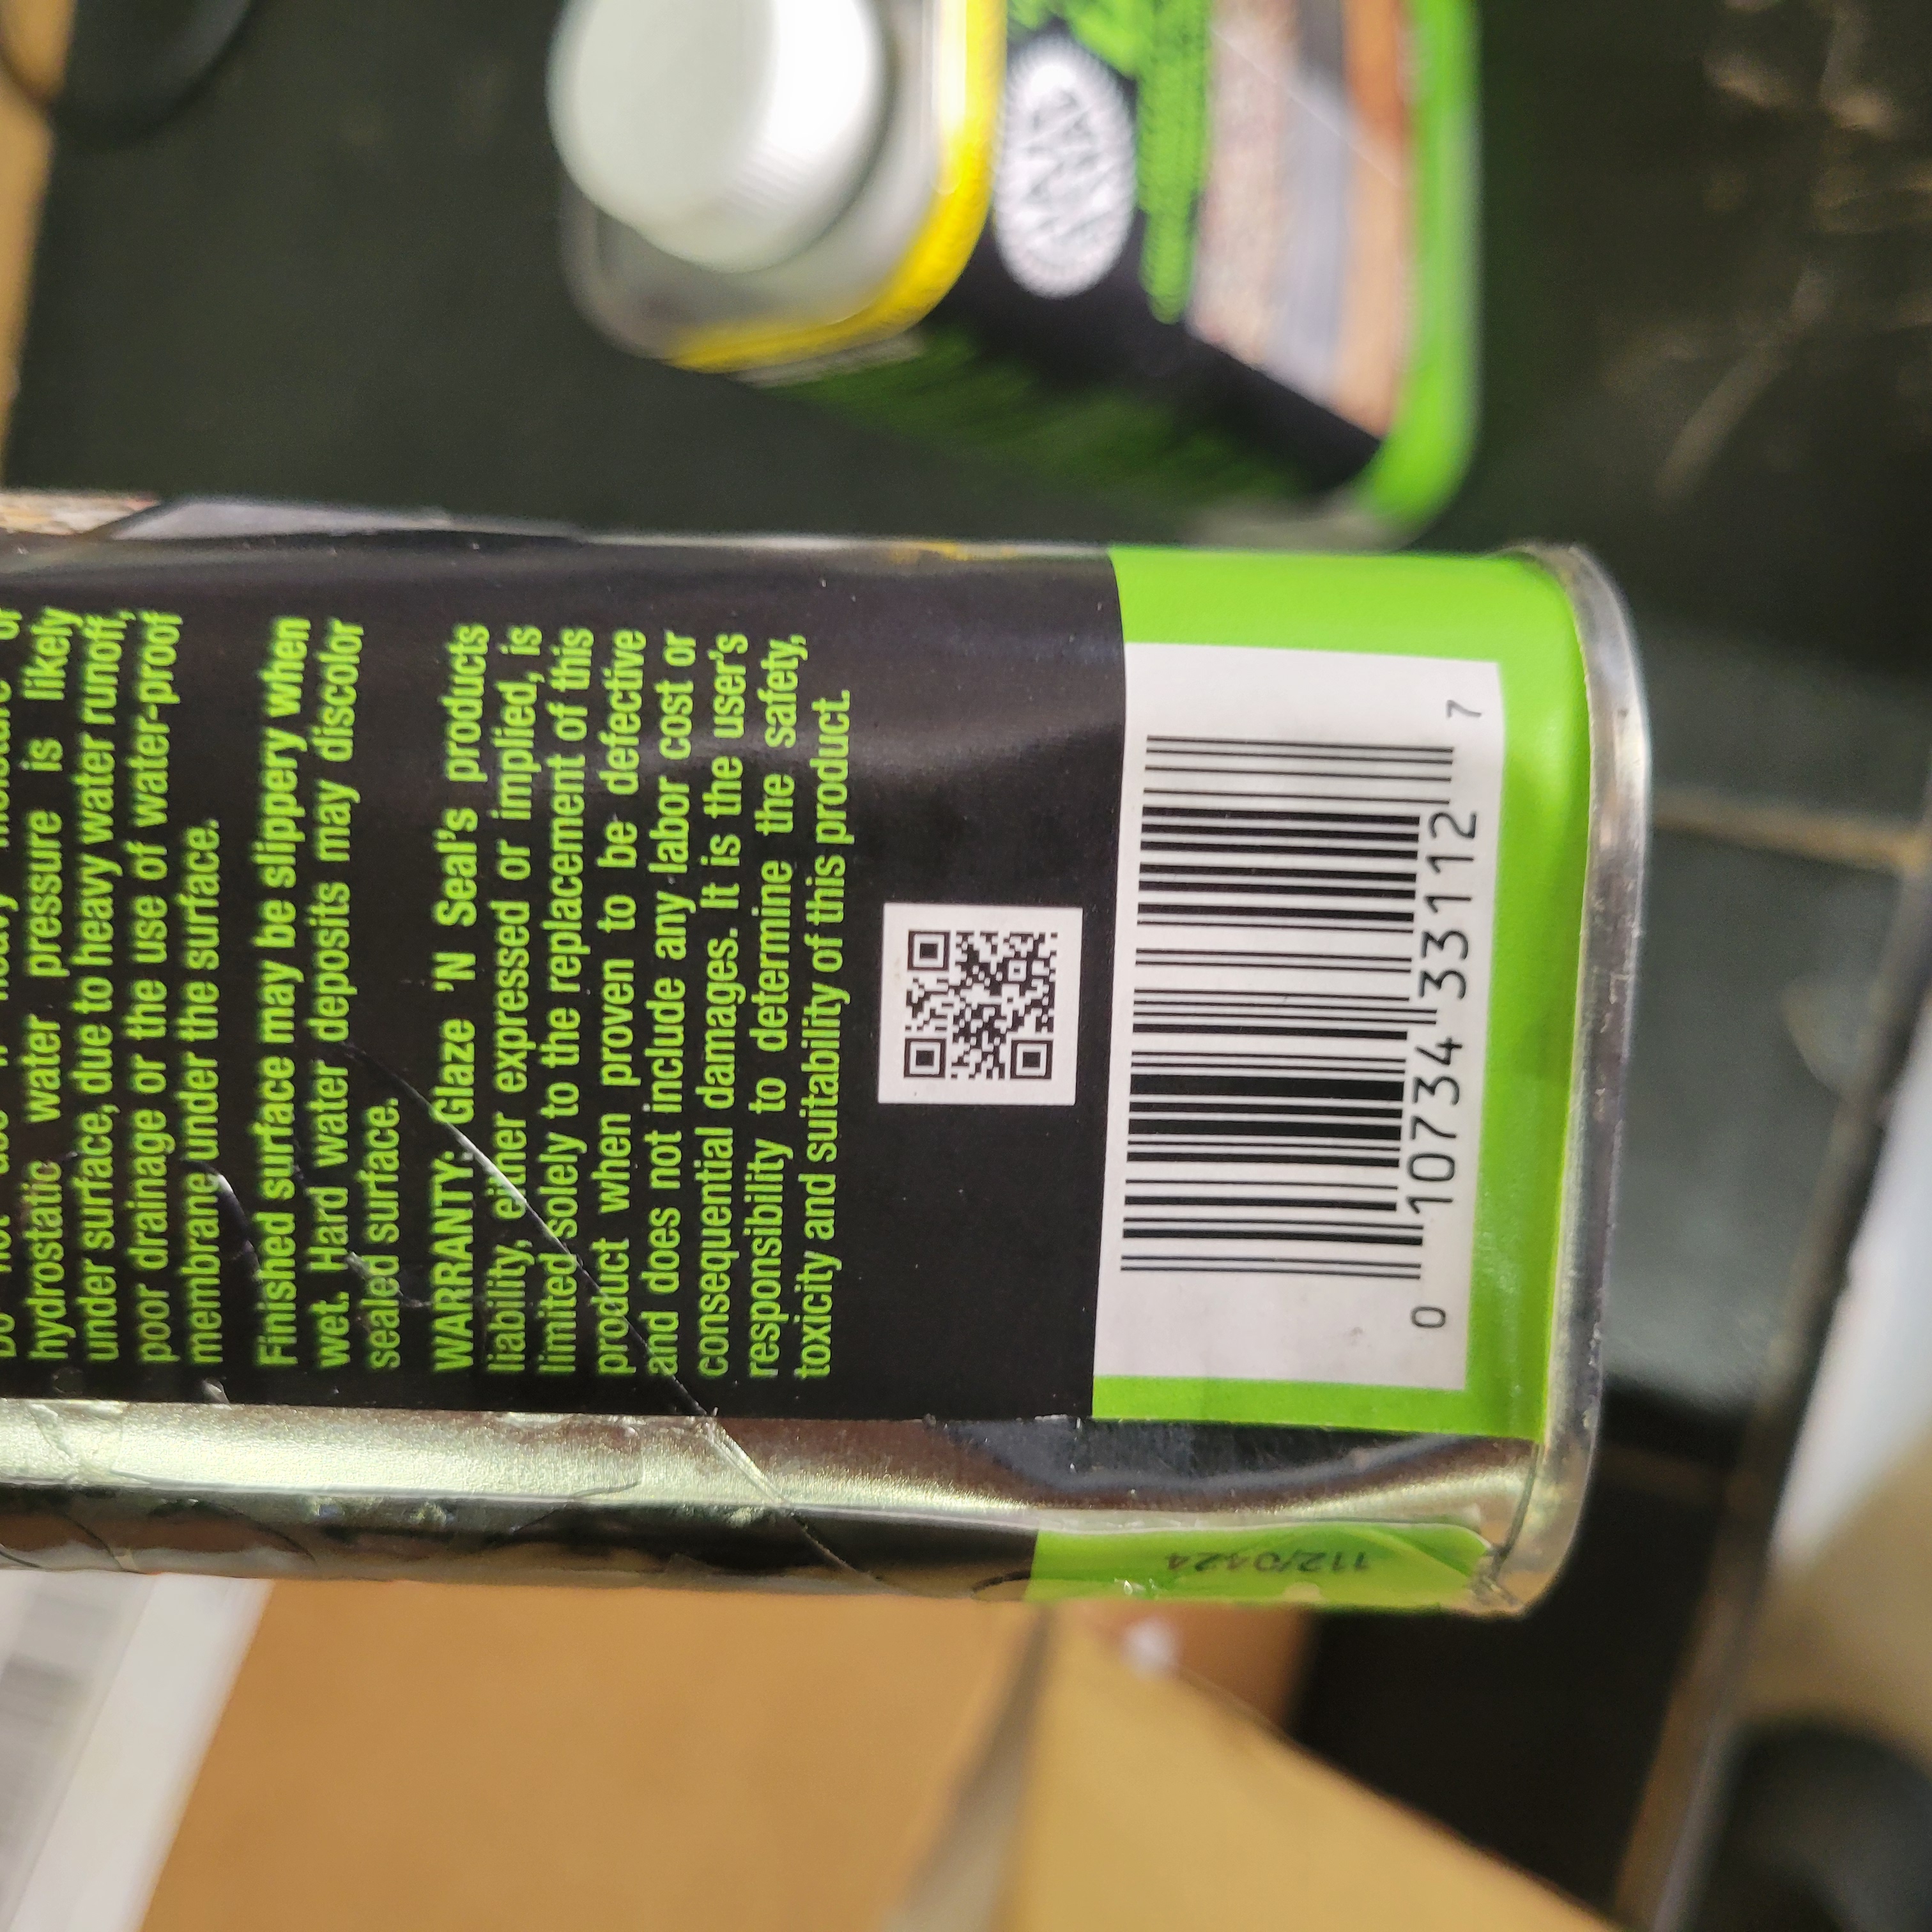 hydrostatic water pressure is likely
under surface, due to heavy water runoff,
poor drainage or the use of water-proof
membrane under the surface.
Finished surface may be slippery when
wet. Hard water deposits may discolor
sealed surface.
WARRANTY: Glaze 'N Seal's products
liability, either expressed or implied, is
limited solely to the replacement of this
product when proven to be defective
and does not include any labor cost or
consequential damages. It is the user's
responsibility to determine the safety,
toxicity and suitability of this product.
0 10734 33112 7
112/0424